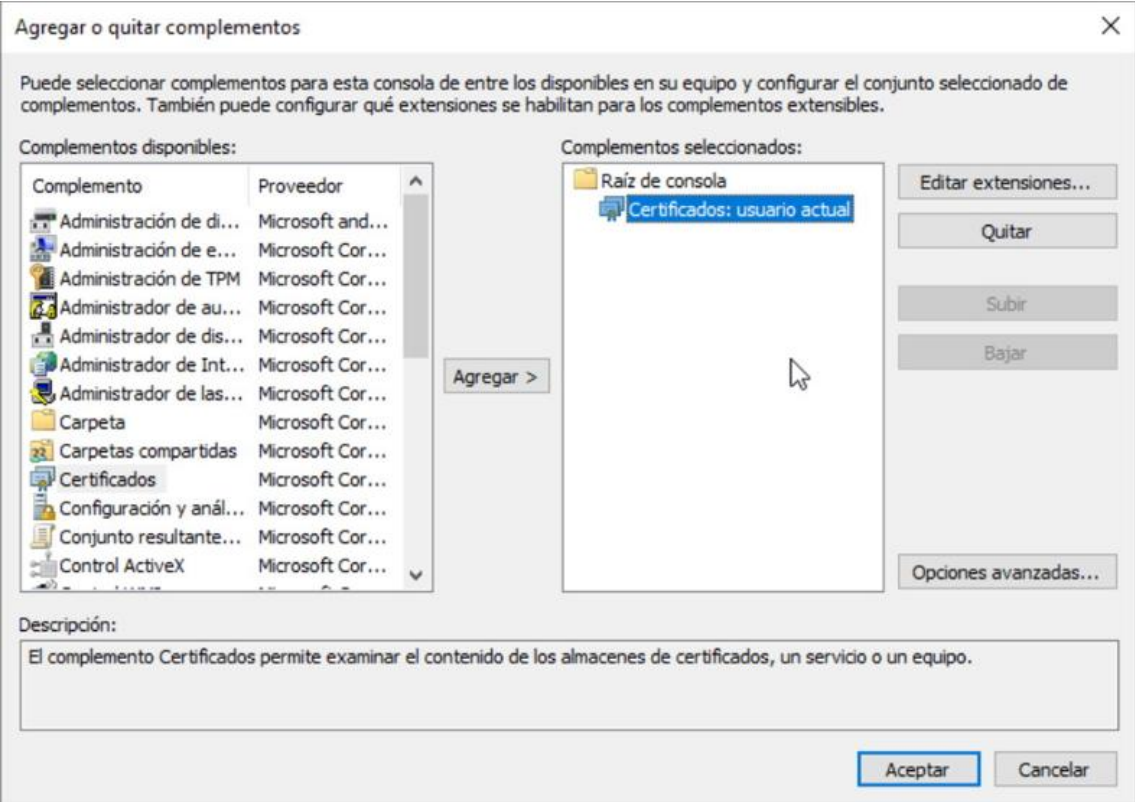 Agregar o quitar complementos
Puede seleccionar complementos para esta consola de entre los disponibles en su equipo y configurar el conjunto seleccionado de
complementos. También puede configurar qué extensiones se habilitan para los complementos extensibles.
Complementos disponibles:
Complemento Proveedor
Administración de di... Microsoft and...
Administración de e... Microsoft Cor...
Administración de TPM Microsoft Cor...
Administrador de au... Microsoft Cor...
Administrador de dis... Microsoft Cor...
Administrador de Int... Microsoft Cor...
Administrador de las... Microsoft Cor...
Carpeta Microsoft Cor...
Carpetas compartidas Microsoft Cor...
Certificados Microsoft Cor...
Configuración y anál... Microsoft Cor...
Conjunto resultante... Microsoft Cor...
Control ActiveX Microsoft Cor...
Agregar >
Complementos seleccionados:
Raíz de consola
Certificados: usuario actual
Editar extensiones...
Quitar
Subir
Bajar
Opciones avanzadas...
Descripción:
El complemento Certificados permite examinar el contenido de los almacenes de certificados, un servicio o un equipo.
Aceptar Cancelar